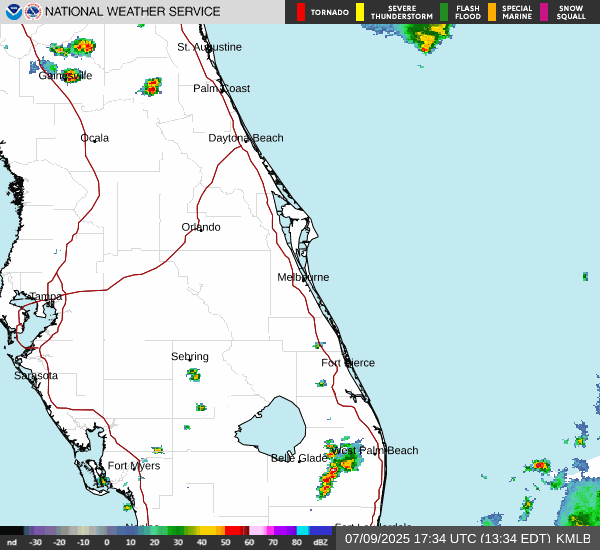 NATIONAL WEATHER SERVICE
TORNADO
SEVERE THUNDERSTORM
FLASH FLOOD
SPECIAL MARINE
SNOW SQUALL
St. Augustine
Gainesville
Palm Coast
Ocala
Daytona Beach
Orlando
Melbourne
Tampa
Sebring
Fort Pierce
Sarasota
West Palm Beach
Belle Glade
Fort Myers
nd -30 -20 -10 0 10 20 30 40 50 60 70 80 dBZ
07/09/2025 17:34 UTC (13:34 EDT) KMLB